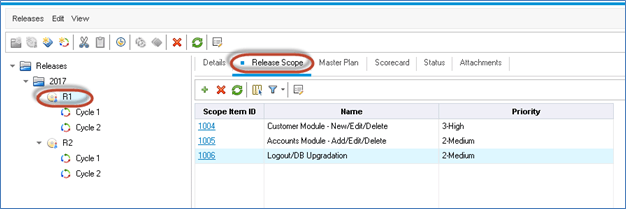 Releases Edit View
Releases
2017
R1
Cycle 1
Cycle 2
R2
Cycle 1
Cycle 2
Details Release Scope Master Plan Scorecard Status Attachments
Scope Item ID Name Priority
1004 Customer Module - New/Edit/Delete 3-High
1005 Accounts Module - Add/Edit/Delete 2-Medium
1006 Logout/DB Upgradation 2-Medium